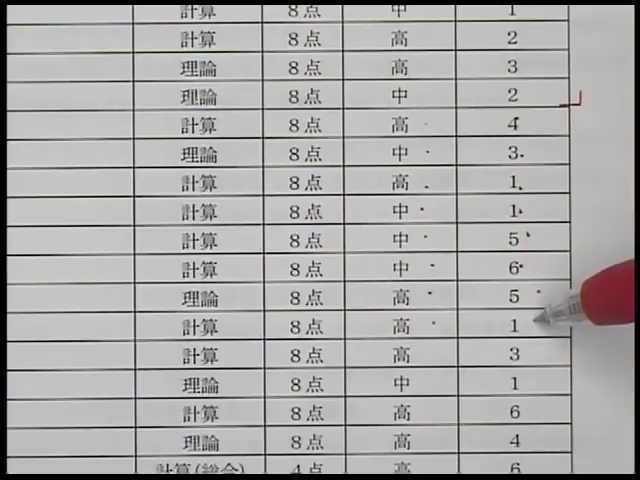 計算 8点 中 1
計算 8点 高 2
理論 8点 高 3
理論 8点 中 2
計算 8点 高 4
理論 8点 中 3
計算 8点 高 1
計算 8点 中 1
計算 8点 中 5
計算 8点 中 6
理論 8点 高 5
計算 8点 高 1
計算 8点 高 3
理論 8点 中 1
計算 8点 高 6
理論 8点 高 4
計算(総合) 4点 高 6